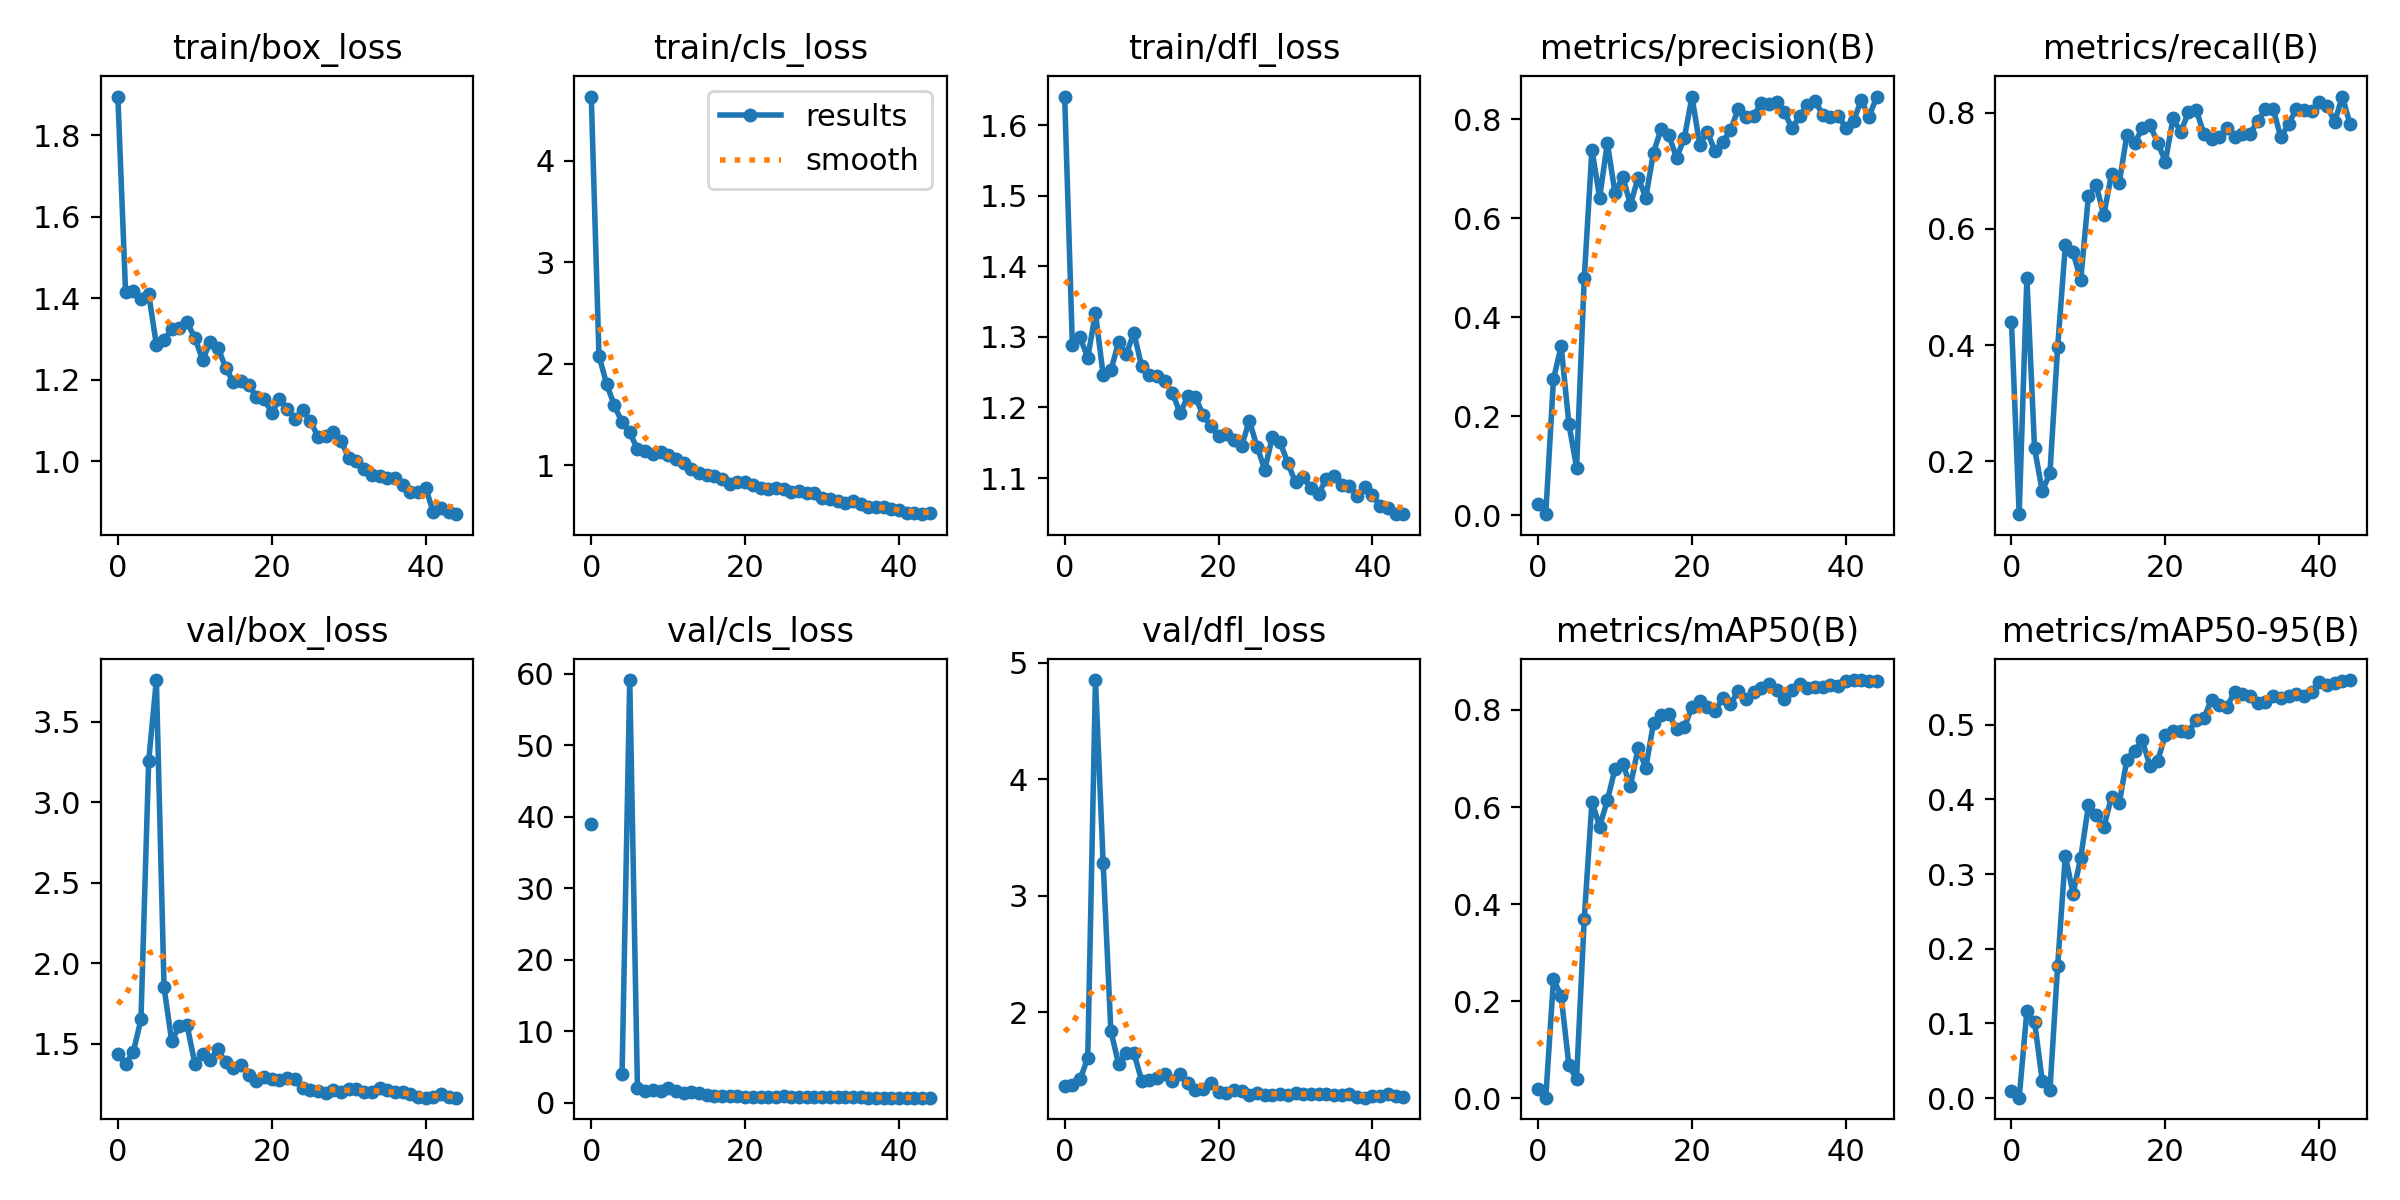 train/box_loss
1.8
1.6
1.4
1.2
1.0
0 20 40
train/cls_loss
results
smooth
4
3
2
1
0 20 40
train/dfl_loss
1.6
1.5
1.4
1.3
1.2
1.1
0 20 40
metrics/precision(B)
0.8
0.6
0.4
0.2
0.0
0 20 40
metrics/recall(B)
0.8
0.6
0.4
0.2
0 20 40
val/box_loss
3.5
3.0
2.5
2.0
1.5
0 20 40
val/cls_loss
60
50
40
30
20
10
0
0 20 40
val/dfl_loss
5
4
3
2
0 20 40
metrics/mAP50(B)
0.8
0.6
0.4
0.2
0.0
0 20 40
metrics/mAP50-95(B)
0.5
0.4
0.3
0.2
0.1
0.0
0 20 40